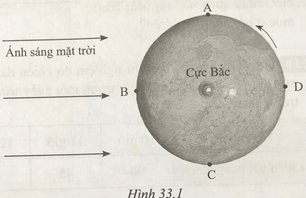 A
Ánh sáng mặt trời
Cực Bắc
B
D
C
Hình 33.1